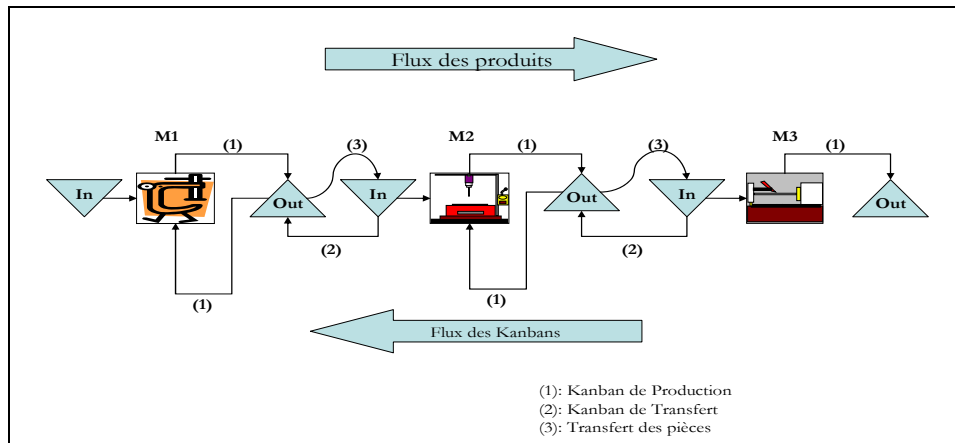 Flux des produits
M1
(1)
(3)
M2
(1)
(3)
M3
(1)
In
Out
In
Out
In
Out
(2)
(2)
(1)
(1)
Flux des Kanbans
(1): Kanban de Production
(2): Kanban de Transfert
(3): Transfert des pièces